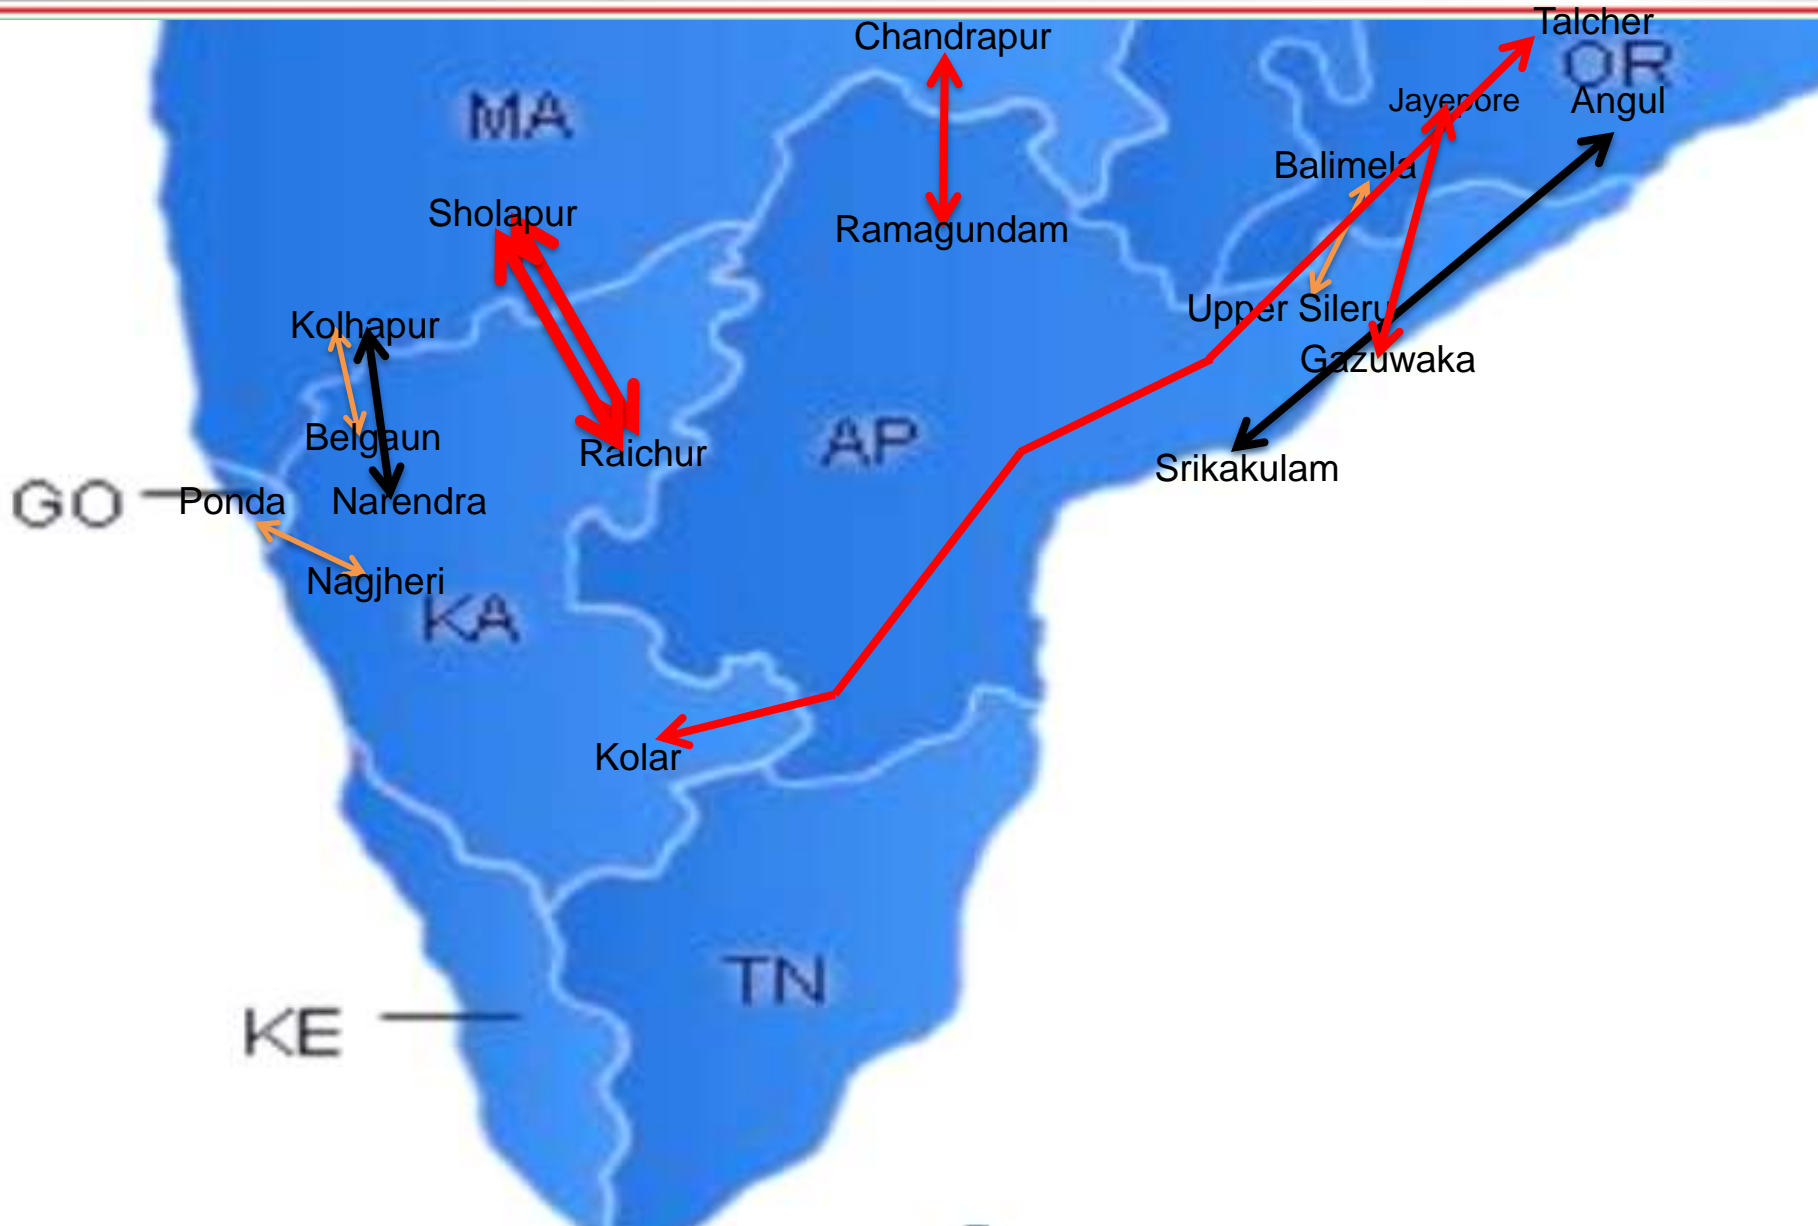 Talcher
Chandrapur
OR
Jayepore
Angul
MA
Balimela
Sholapur
Ramagundam
Upper Sileru
Kolhapur
Gazuwaka
Belgaun
AP
Raichur
Srikakulam
GO
Ponda
Narendra
Nagjheri
KA
Kolar
TN
KE